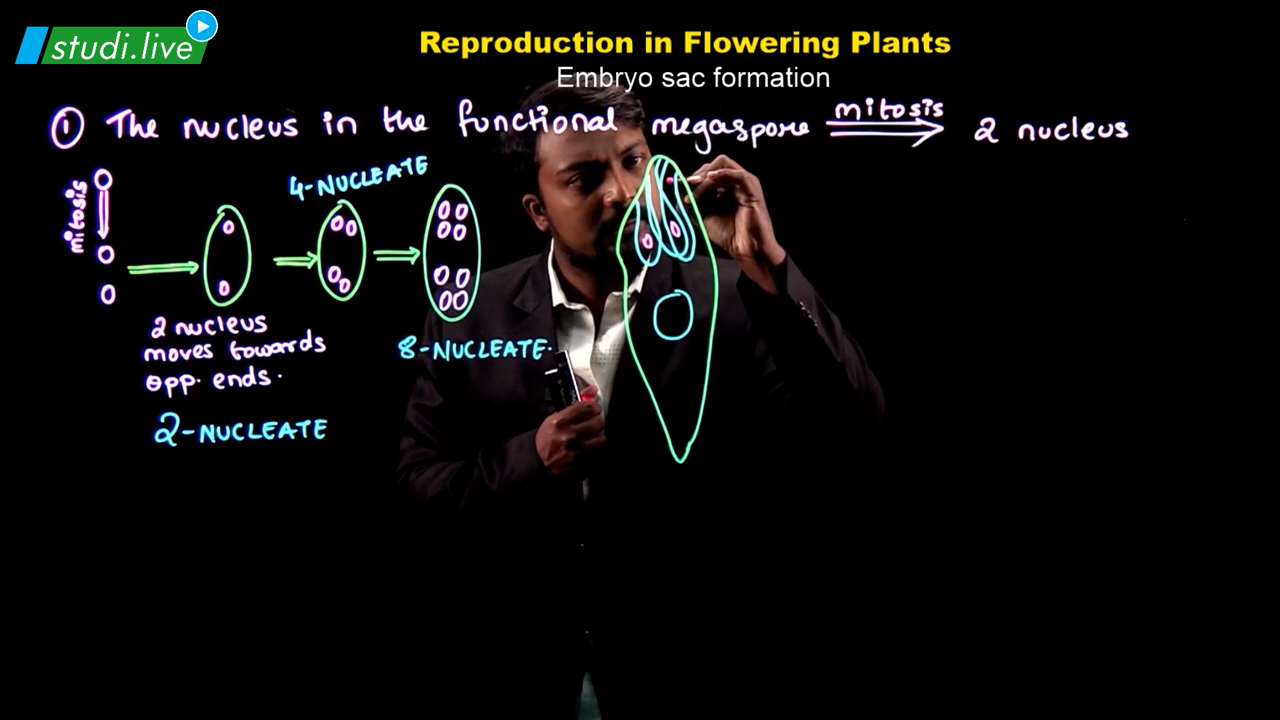 studi.live
Reproduction in Flowering Plants
Embryo sac formation
① The nucleus in the functional megaspore mitosis 2 nucleus
mitosis
4-NUCLEATE
2 nucleus
moves towards
opp. ends.
2-NUCLEATE
8-NUCLEATE.